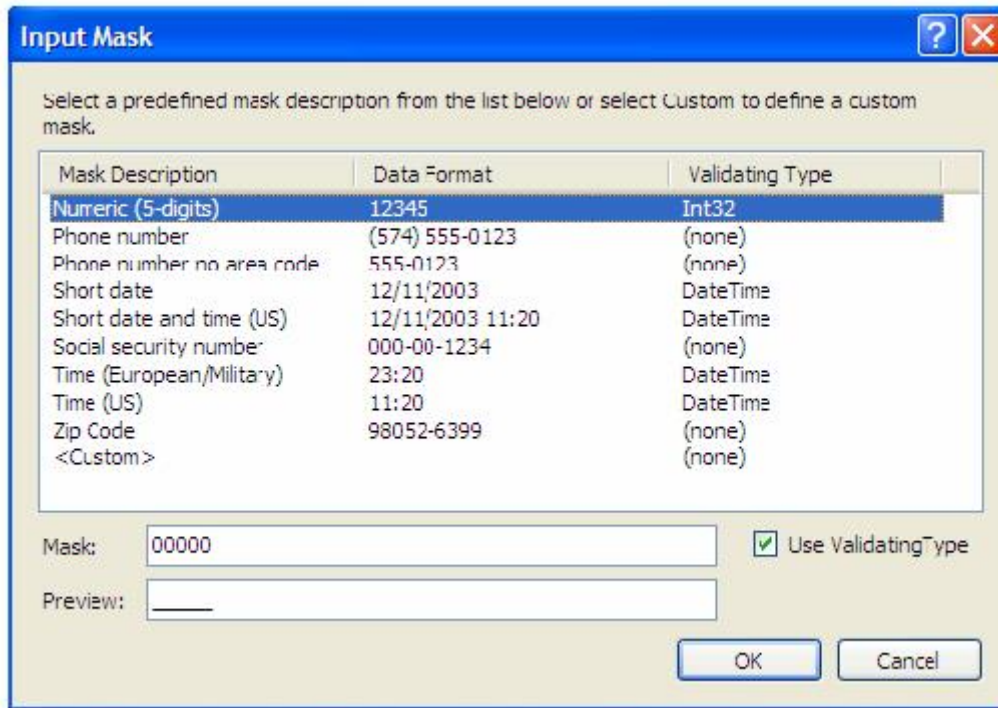 Input Mask
Select a predefined mask description from the list below or select Custom to define a custom
mask.
Mask Description Data Format Validating Type
Numeric (5-digits) 12345 Int32
Phone number (574) 555-0123 (none)
Phone number no area code 555-0123 (none)
Short date 12/11/2003 DateTime
Short date and time (US) 12/11/2003 11:20 DateTime
Social security number 000-00-1234 (none)
Time (European/Military) 23:20 DateTime
Time (US) 11:20 DateTime
Zip Code 98052-6399 (none)
<Custom> (none)
Mask: 00000 Use ValidatingType
Preview: _____
OK Cancel